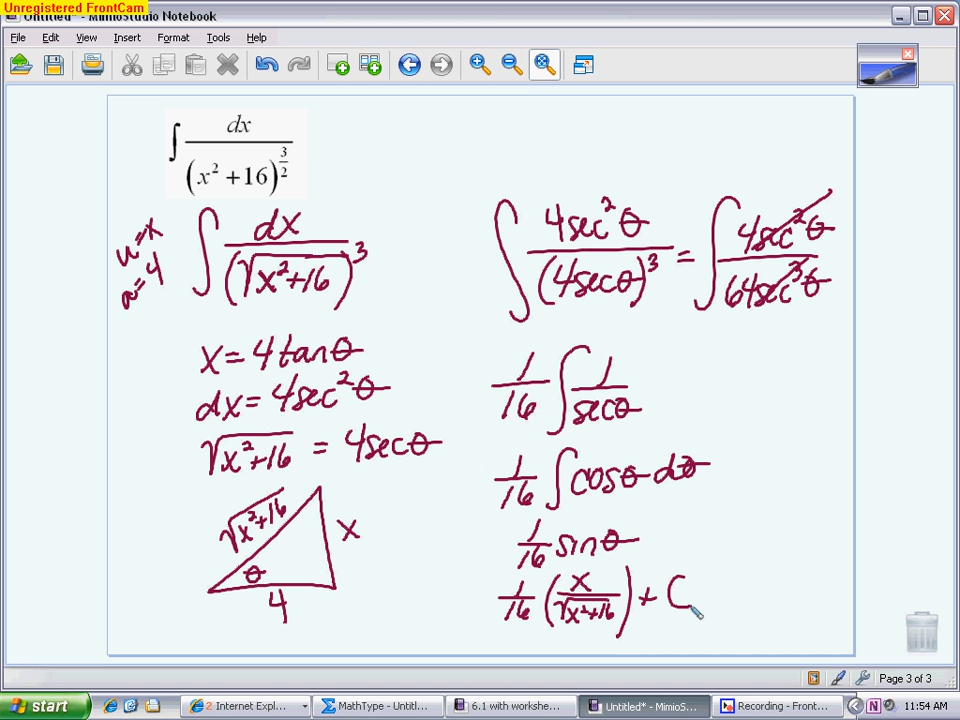 Unregistered FrontCam
Untitled* - MimioStudio Notebook
File Edit View Insert Format Tools Help
∫ dx / (x² + 16)^(3/2)
u = x
a = 4
∫ dx / (√(x²+16))³
x = 4tanθ
dx = 4sec²θ
√(x²+16) = 4secθ
√(x²+16)
x
θ
4
∫ 4sec²θ / (4secθ)³ = ∫ 4sec²θ / 64sec³θ
1/16 ∫ 1/secθ
1/16 ∫ cosθ dθ
1/16 sinθ
1/16 (x / √(x²+16)) + C
Page 3 of 3
start
2 Internet Expl...
MathType - Untitl...
6.1 with workshe...
Untitled* - MimioS...
Recording - Front...
N
11:54 AM